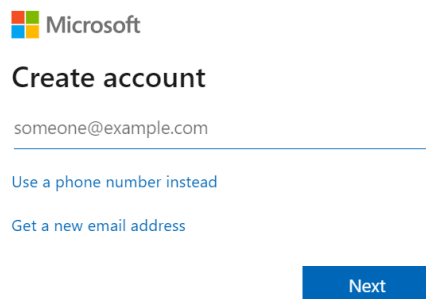 Microsoft
Create account
someone@example.com
Use a phone number instead
Get a new email address
Next